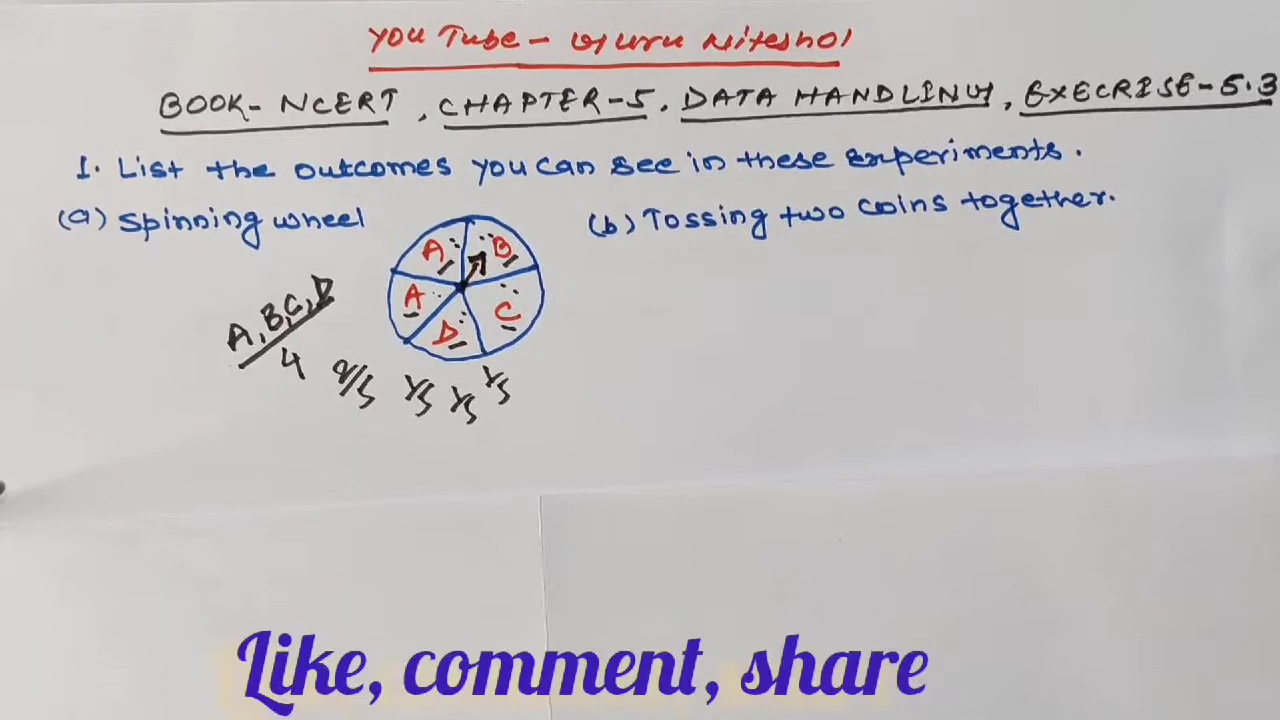 YOU Tube - Guru Nitesh01
BOOK- NCERT, CHAPTER-5, DATA HANDLING, EXECRISE-5.3
1. List the outcomes you can see in these experiments.
(a) Spinning wheel
(b) Tossing two coins together.
A B
A C
D
A, B, C, D
4
2/5 1/5 1/5 1/5
Like, comment, share